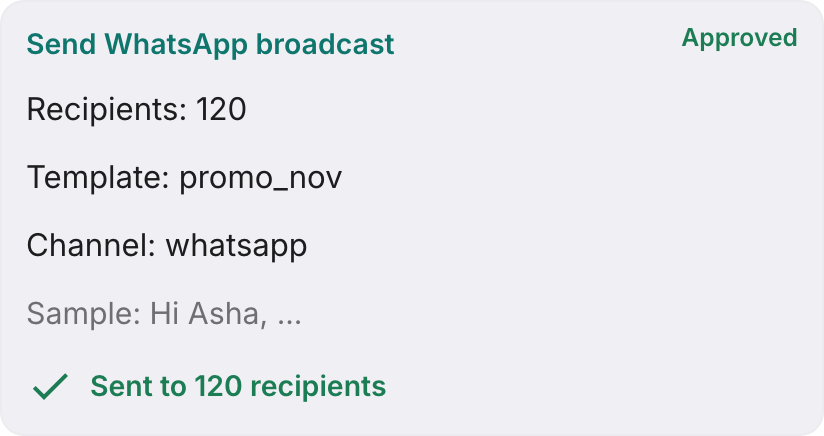 Send WhatsApp broadcast
Approved
Recipients: 120
Template: promo_nov
Channel: whatsapp
Sample: Hi Asha, ...
Sent to 120 recipients